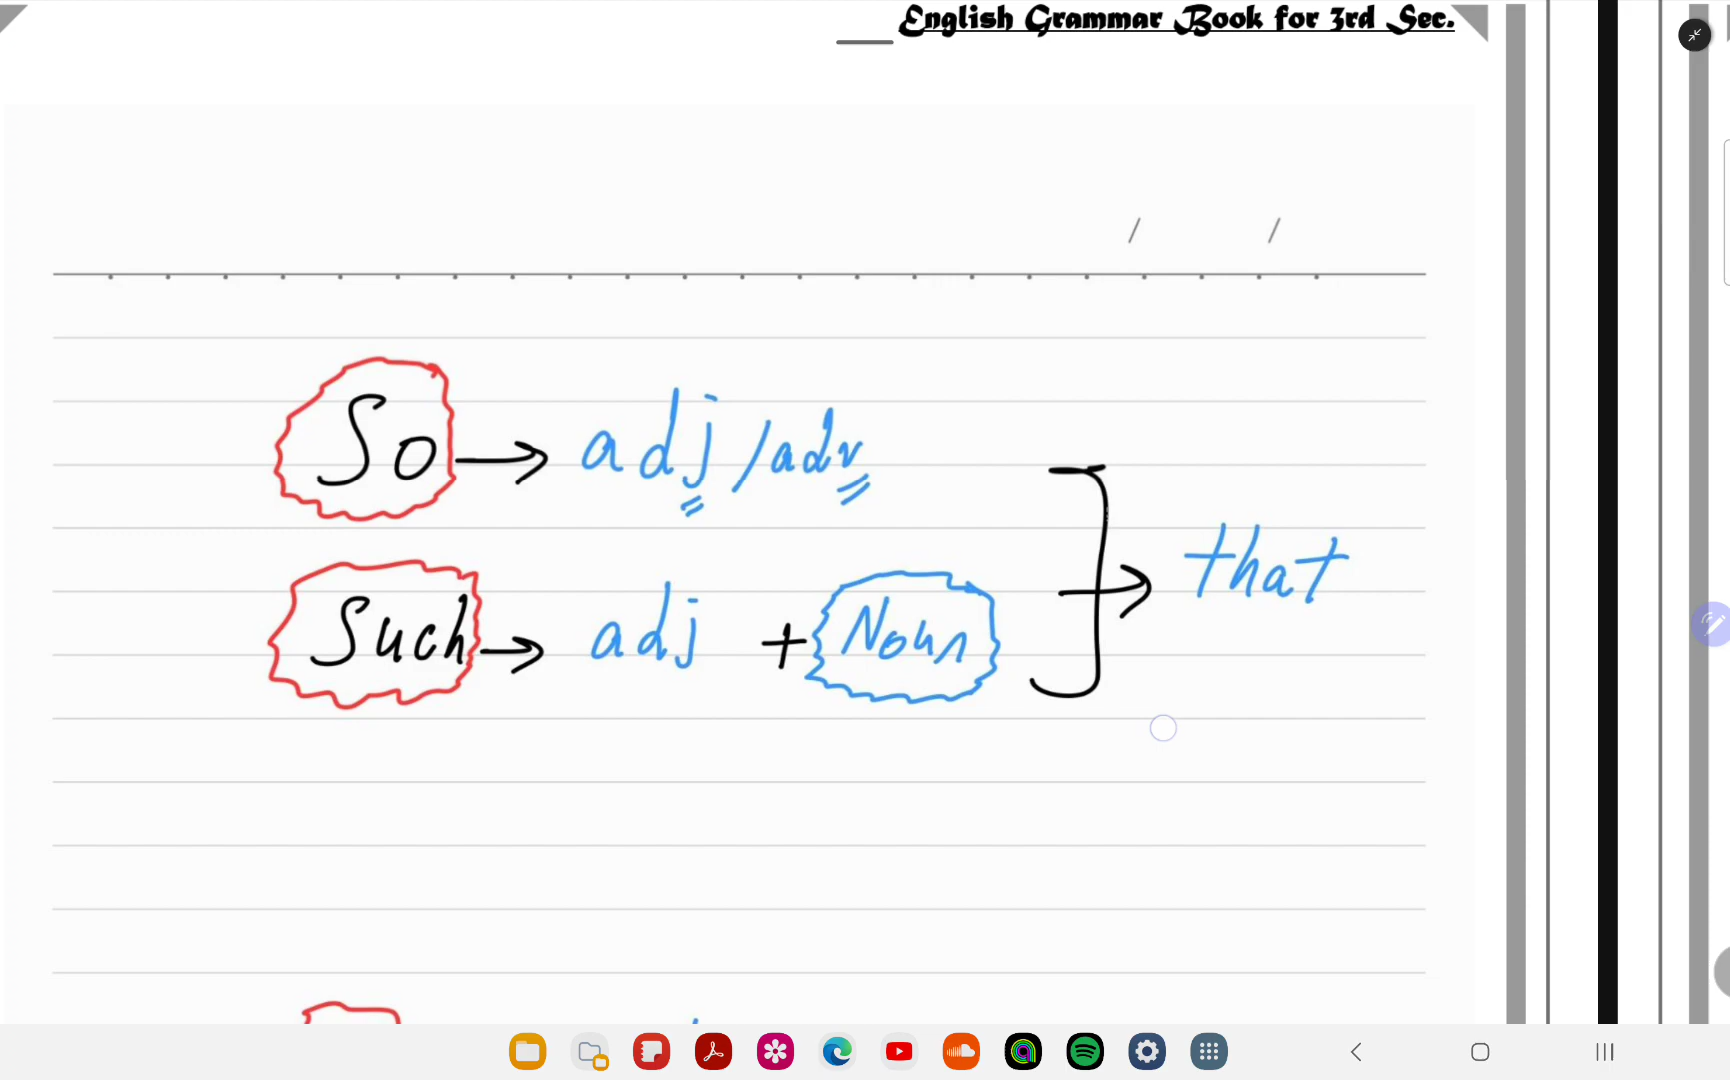 English Grammar Book for 3rd Sec.
/ /
So → adj/adv
Such → adj + Noun → that